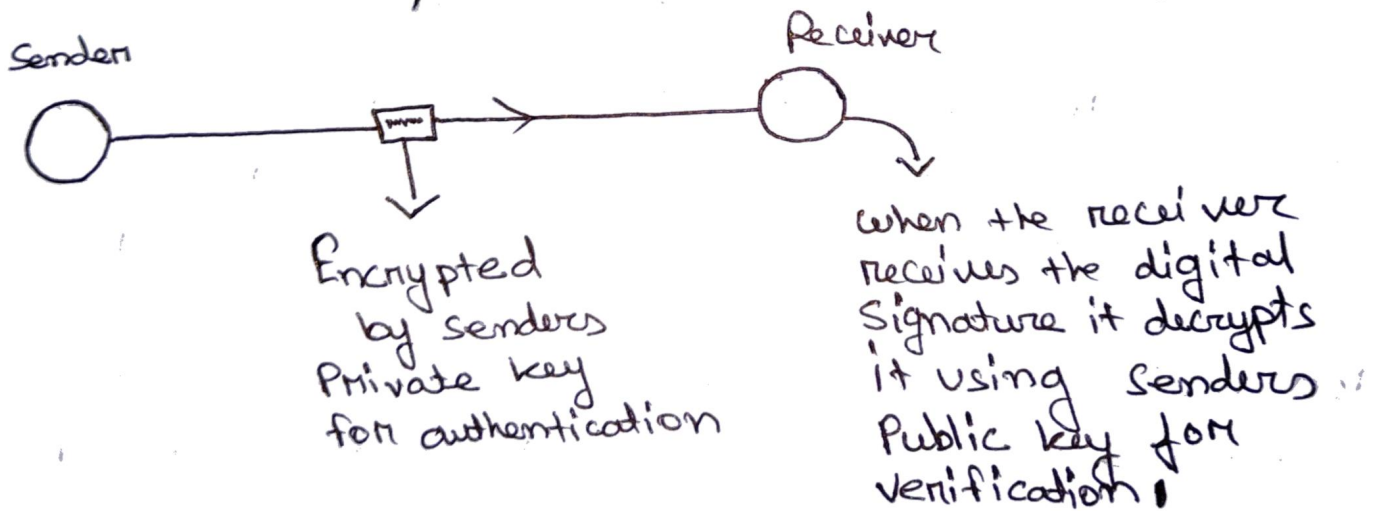 Sender
Receiver
Encrypted
by senders
Private key
for authentication
when the receiver
receives the digital
Signature it decrypts
it using senders
Public key for
verification.